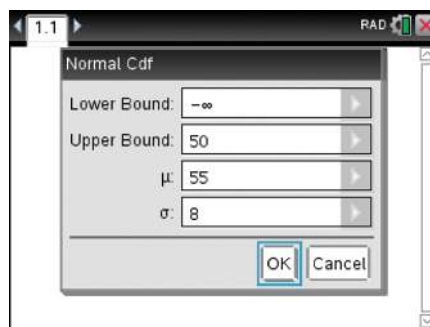 1.1 RAD
Normal Cdf
Lower Bound: -∞
Upper Bound: 50
μ: 55
σ: 8
OK Cancel